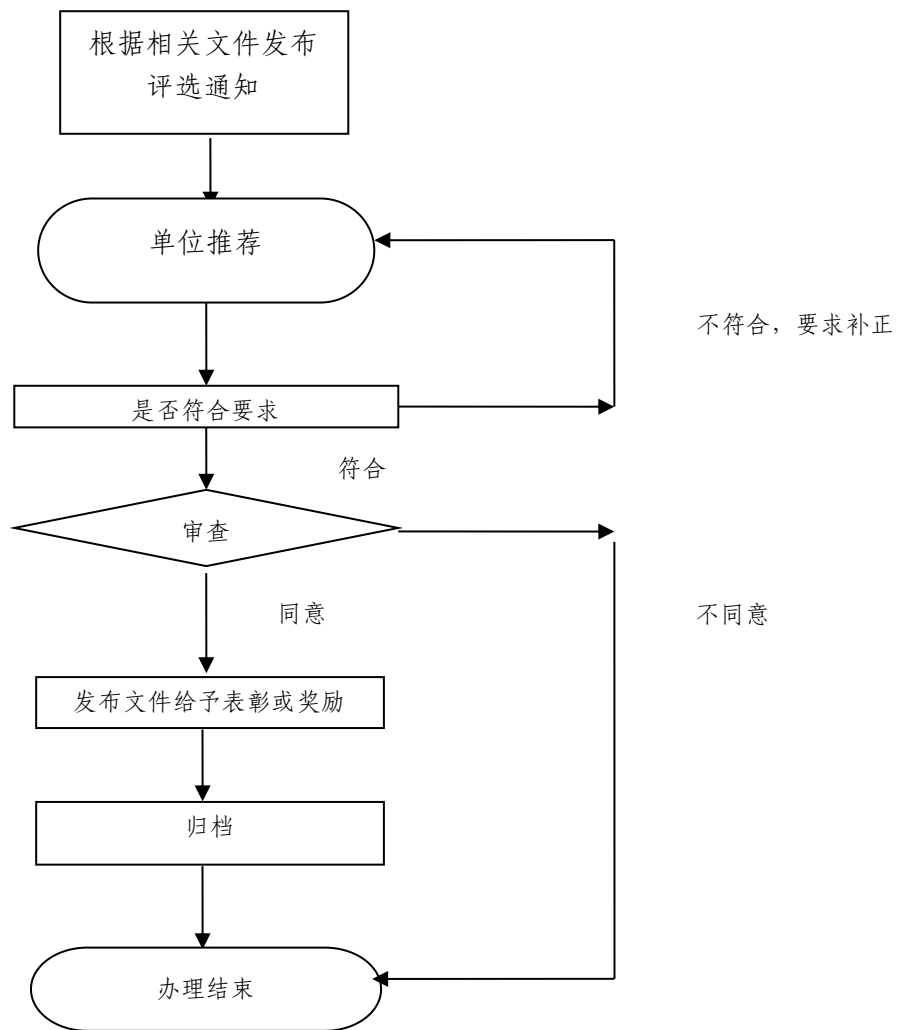 根据相关文件发布
评选通知
单位推荐
不符合，要求补正
是否符合要求
符合
审查
同意
不同意
发布文件给予表彰或奖励
归档
办理结束